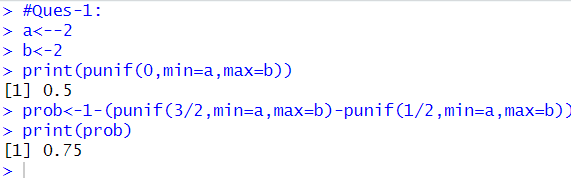 > #Ques-1:
> a<--2
> b<-2
> print(punif(0,min=a,max=b))
[1] 0.5
> prob<-1-(punif(3/2,min=a,max=b)-punif(1/2,min=a,max=b))
> print(prob)
[1] 0.75
>